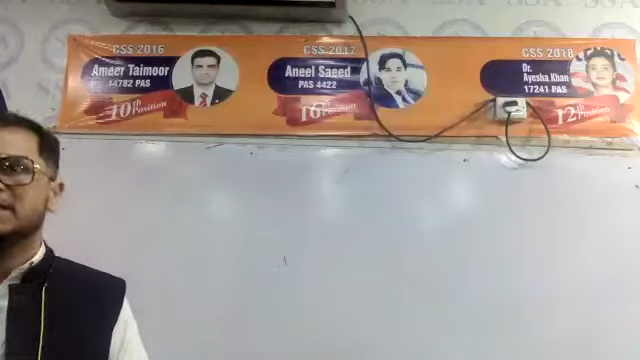 CSS 2016
Ameer Taimoor
14782 PAS
10th Position
CSS 2017
Aneel Saeed
PAS 4422
16th Position
CSS 2018
Dr.
Ayesha Khan
17241 PAS
12th Position